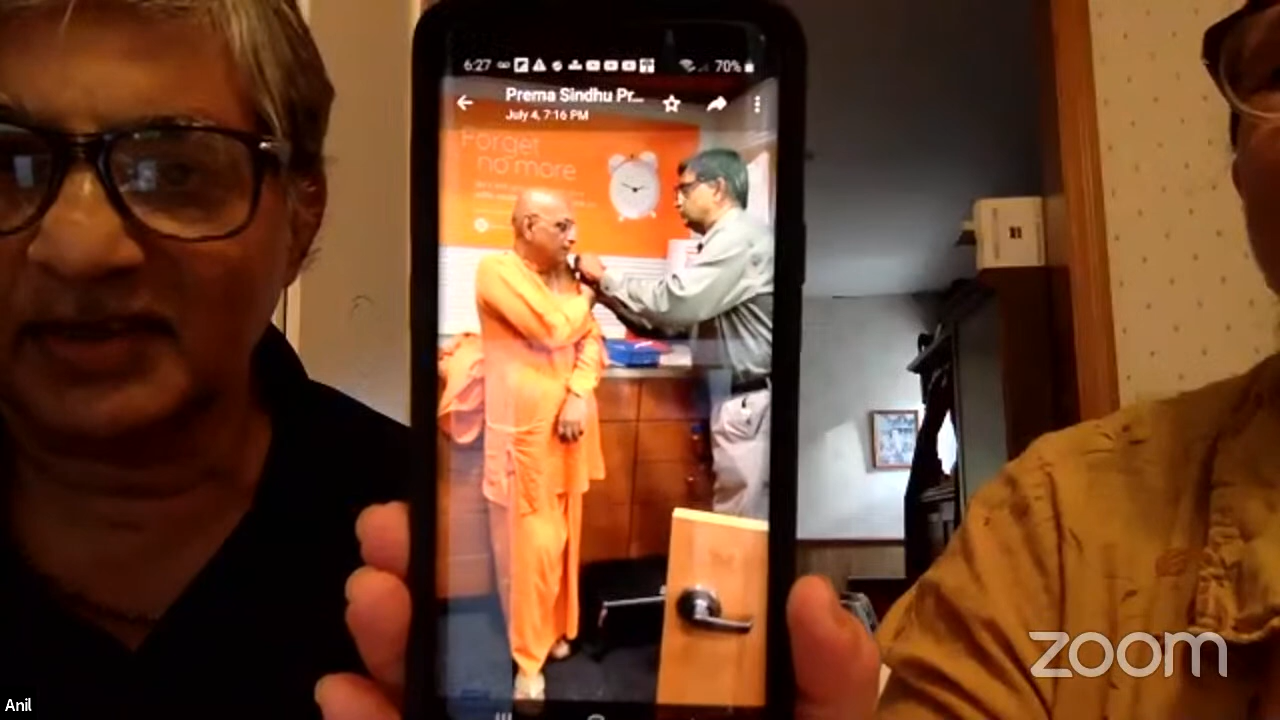 6:27
70%
Prema Sindhu Pr...
July 4, 7:16 PM
Forget
no more
zoom
Anil